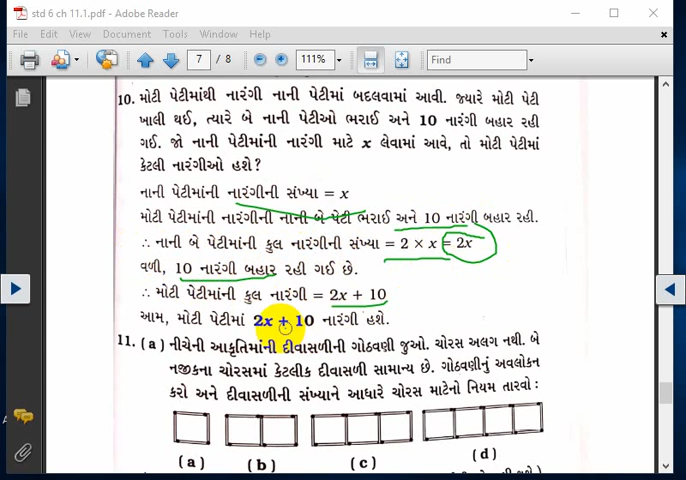 std 6 ch 11.1.pdf - Adobe Reader
File Edit View Document Tools Window Help
7 / 8 111% Find
10. મોટી પેટીમાંથી નારંગી નાની પેટીમાં બદલવામાં આવી. જ્યારે મોટી પેટી
ખાલી થઈ, ત્યારે બે નાની પેટીઓ ભરાઈ અને 10 નારંગી બહાર રહી
ગઈ. જો નાની પેટીમાંની નારંગી માટે x લેવામાં આવે, તો મોટી પેટીમાં
કેટલી નારંગીઓ હશે?
નાની પેટીમાંની નારંગીની સંખ્યા = x
મોટી પેટીમાંની નારંગીની નાની બે પેટી ભરાઈ અને 10 નારંગી બહાર રહી.
∴ નાની બે પેટીમાંની કુલ નારંગીની સંખ્યા = 2 × x = 2x
વળી, 10 નારંગી બહાર રહી ગઈ છે.
∴ મોટી પેટીમાંની કુલ નારંગી = 2x + 10
આમ, મોટી પેટીમાં 2x + 10 નારંગી હશે.
11. (a) નીચેની આકૃતિમાંની દીવાસળીની ગોઠવણી જુઓ. ચોરસ અલગ નથી. બે
નજીકના ચોરસમાં કેટલીક દીવાસળી સામાન્ય છે. ગોઠવણીનું અવલોકન
કરો અને દીવાસળીની સંખ્યાને આધારે ચોરસ માટેનો નિયમ તારવો :
(a) (b) (c) (d)